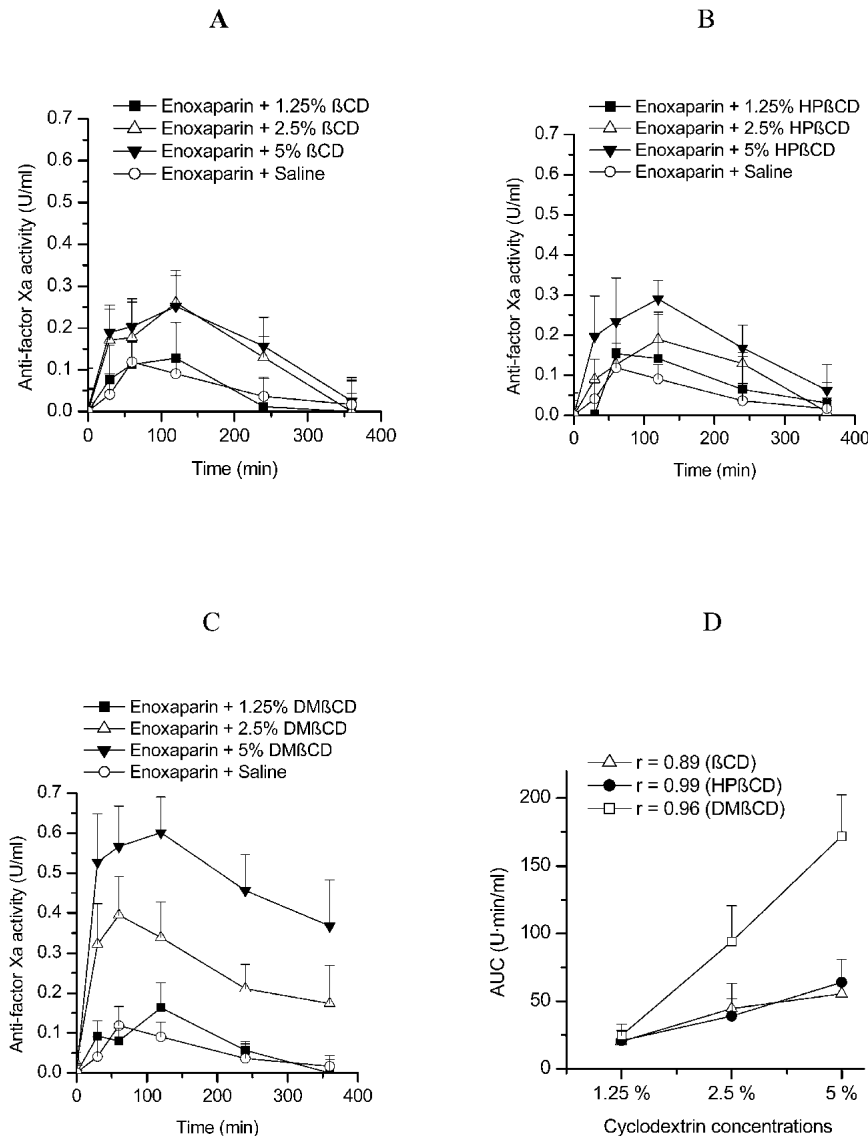 A
Enoxaparin + 1.25% ßCD
Enoxaparin + 2.5% ßCD
Enoxaparin + 5% ßCD
Enoxaparin + Saline
Anti-factor Xa activity (U/ml)
0.7
0.6
0.5
0.4
0.3
0.2
0.1
0.0
0 100 200 300 400
Time (min)
B
Enoxaparin + 1.25% HPßCD
Enoxaparin + 2.5% HPßCD
Enoxaparin + 5% HPßCD
Enoxaparin + Saline
Anti-factor Xa activity (U/ml)
0.7
0.6
0.5
0.4
0.3
0.2
0.1
0.0
0 100 200 300 400
Time (min)
C
Enoxaparin + 1.25% DMßCD
Enoxaparin + 2.5% DMßCD
Enoxaparin + 5% DMßCD
Enoxaparin + Saline
Anti-factor Xa activity (U/ml)
0.7
0.6
0.5
0.4
0.3
0.2
0.1
0.0
0 100 200 300 400
Time (min)
D
r = 0.89 (ßCD)
r = 0.99 (HPßCD)
r = 0.96 (DMßCD)
AUC (U·min/ml)
200
150
100
50
0
1.25 % 2.5 % 5 %
Cyclodextrin concentrations